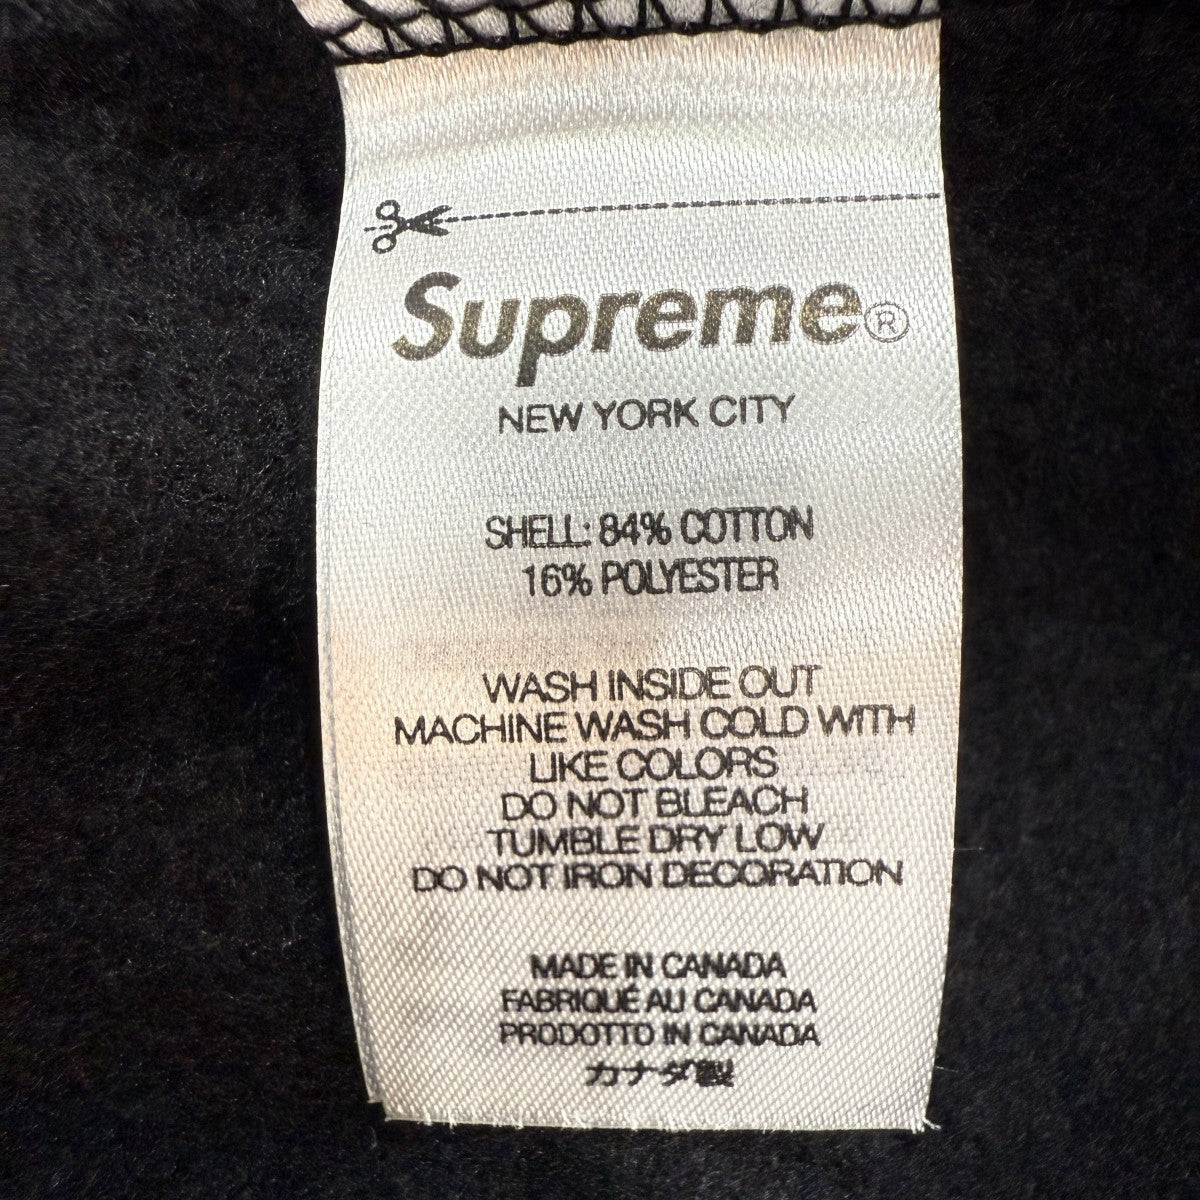 Supreme®
NEW YORK CITY
SHELL: 84% COTTON
16% POLYESTER
WASH INSIDE OUT
MACHINE WASH COLD WITH
LIKE COLORS
DO NOT BLEACH
TUMBLE DRY LOW
DO NOT IRON DECORATION
MADE IN CANADA
FABRIQUÉ AU CANADA
PRODOTTO IN CANADA
カナダ製